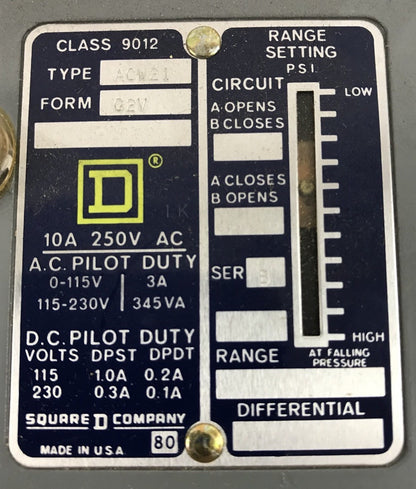 CLASS 9012
TYPE ACW21
FORM G2V
D ®
1K
10A 250V AC
A.C. PILOT DUTY
0-115V 3A
115-230V 345VA
D.C. PILOT DUTY
VOLTS DPST DPDT
115 1.0A 0.2A
230 0.3A 0.1A
SQUARE D COMPANY
80
MADE IN U.S.A.
RANGE
SETTING
P.S.I.
CIRCUIT
LOW
A OPENS
B CLOSES
A CLOSES
B OPENS
SER B
HIGH
RANGE
AT FALLING
PRESSURE
DIFFERENTIAL